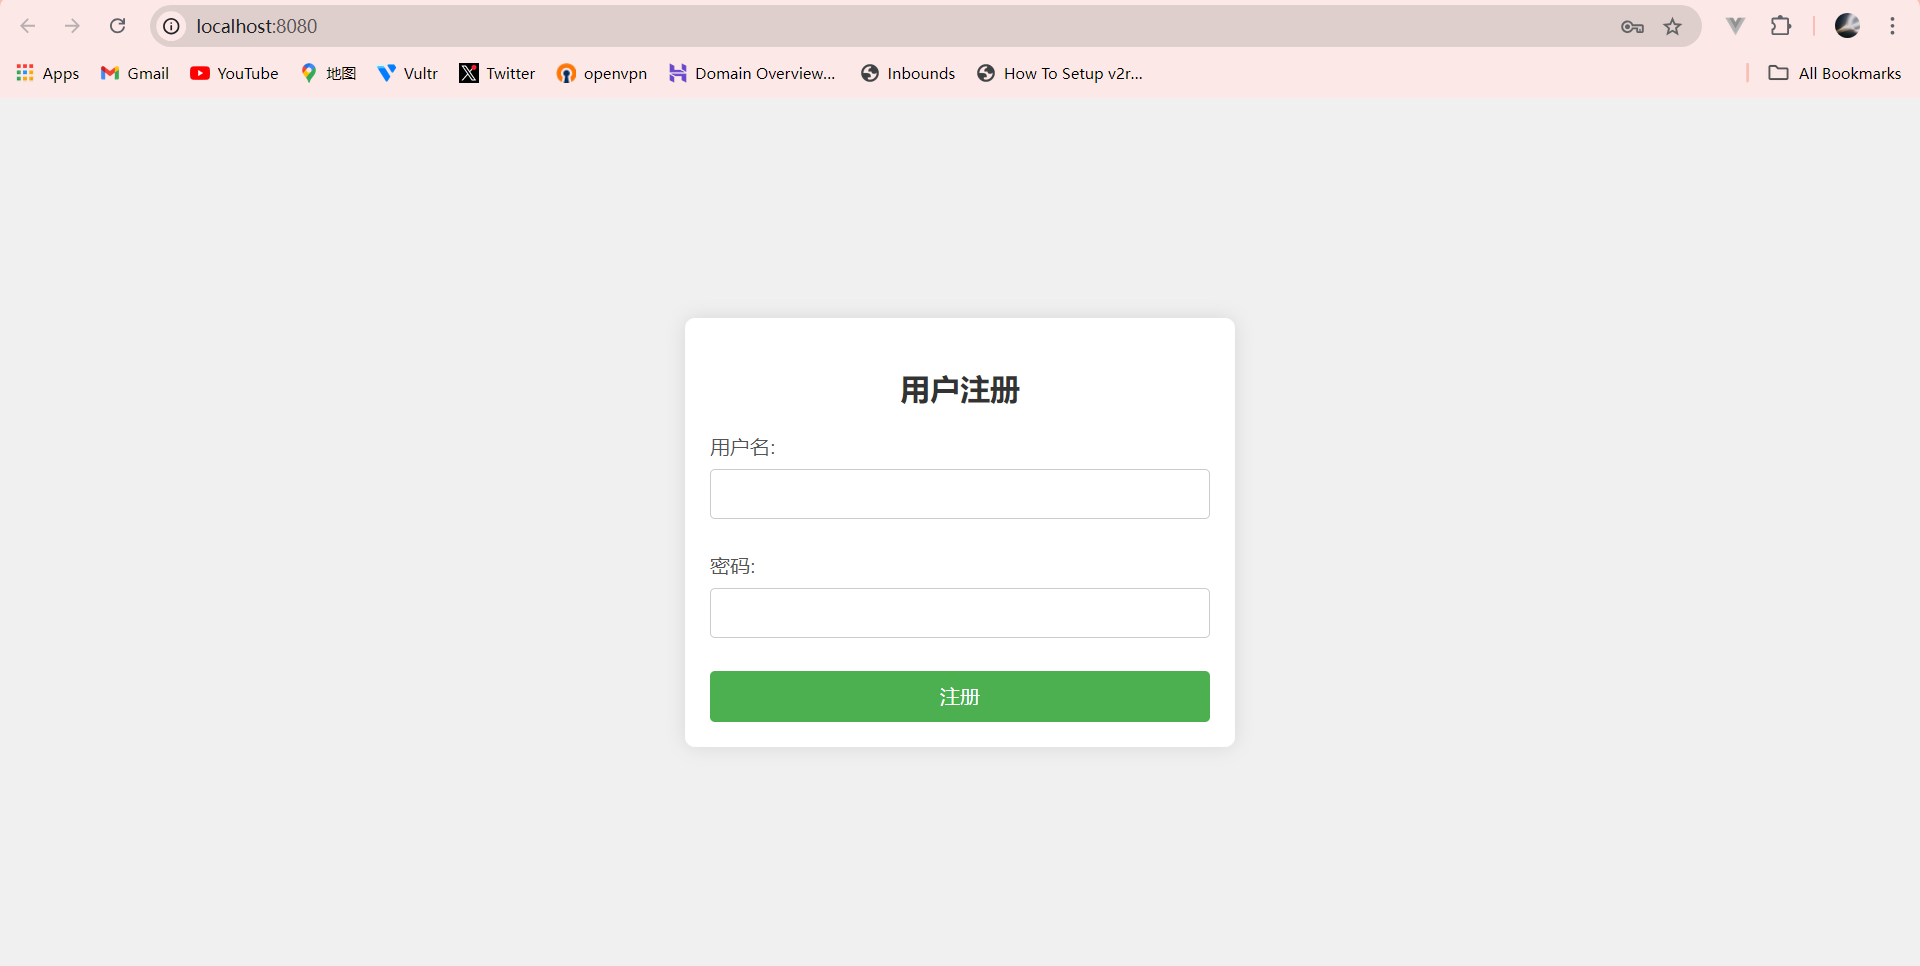 localhost:8080
Apps Gmail YouTube 地图 Vultr Twitter openvpn Domain Overview... Inbounds How To Setup v2r... All Bookmarks
用户注册
用户名:
密码:
注册